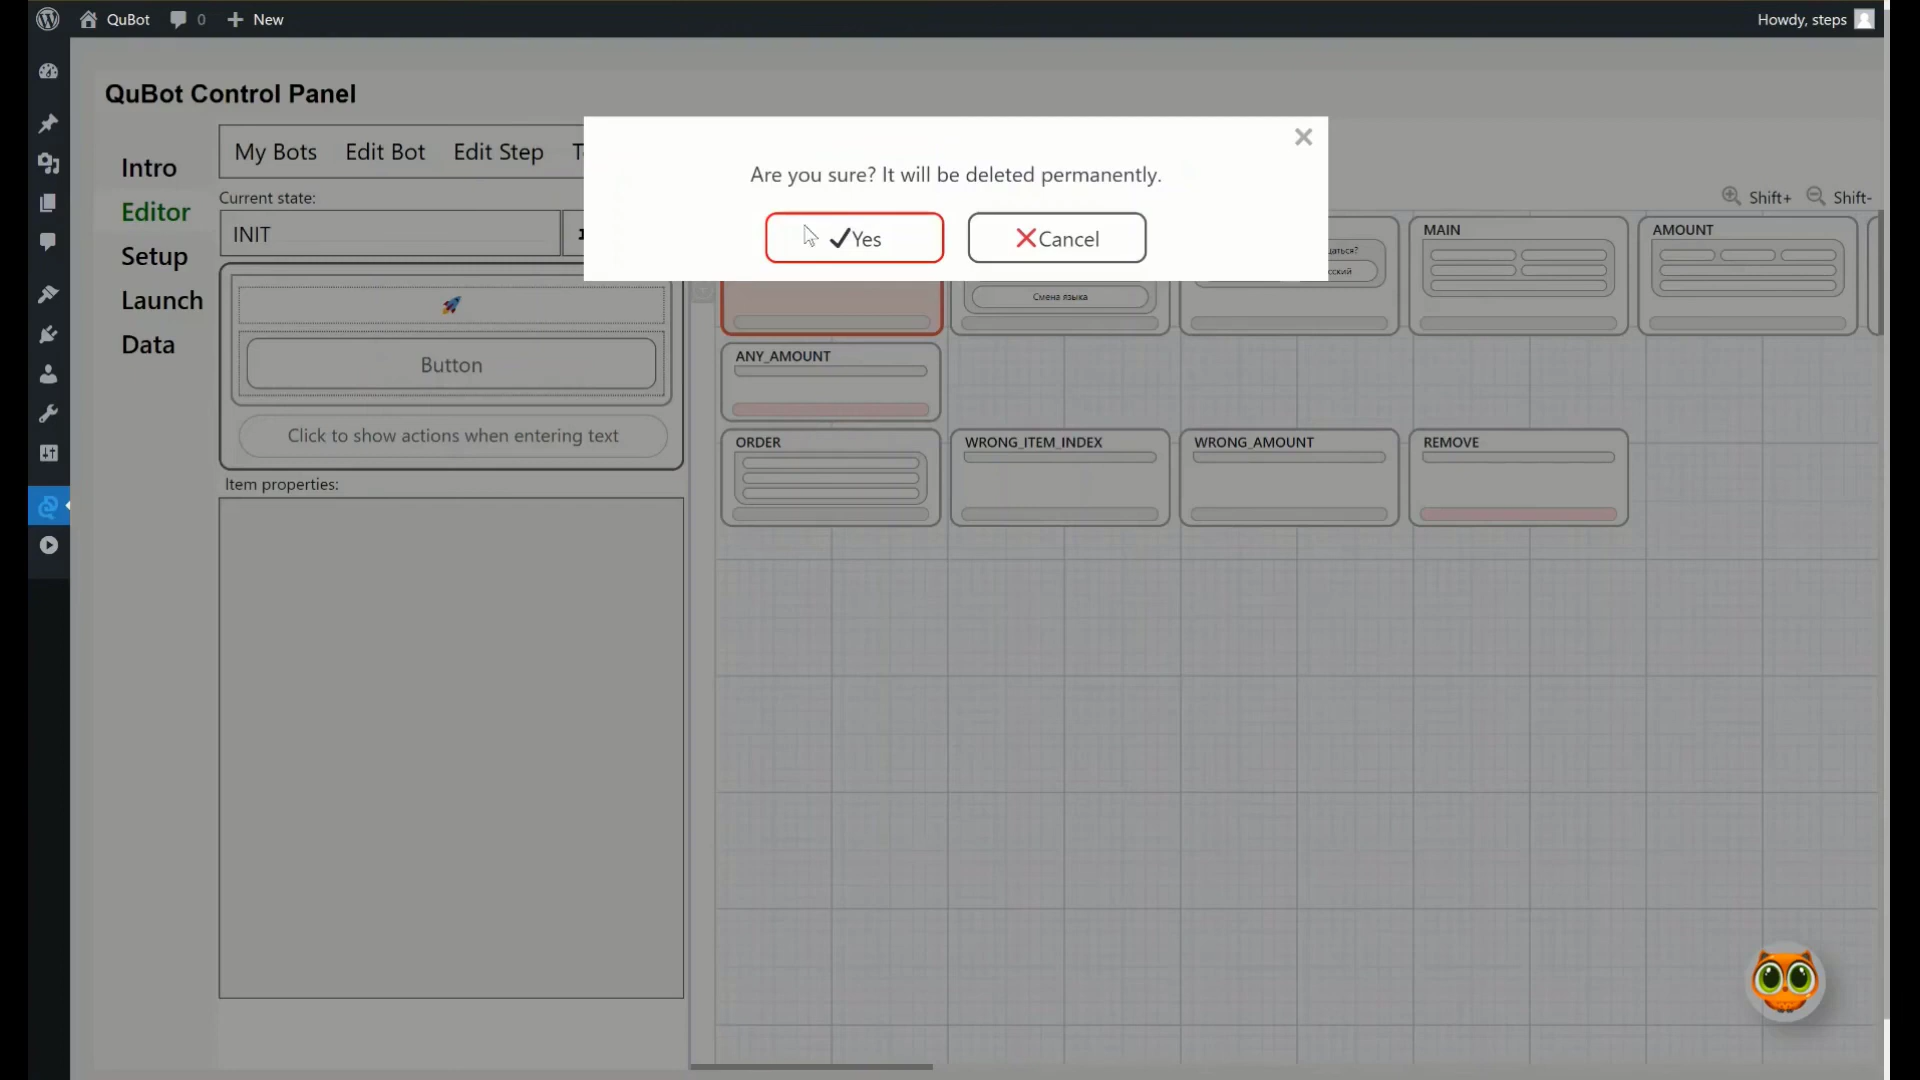 QuBot 0 New Howdy, steps
QuBot Control Panel
Are you sure? It will be deleted permanently.
Yes Cancel
Intro
Editor
Setup
Launch
Data
My Bots Edit Bot Edit Step
Current state:
INIT
Button
Click to show actions when entering text
Item properties:
Shift+ Shift-
Смена языка
MAIN
AMOUNT
ANY_AMOUNT
ORDER
WRONG_ITEM_INDEX
WRONG_AMOUNT
REMOVE